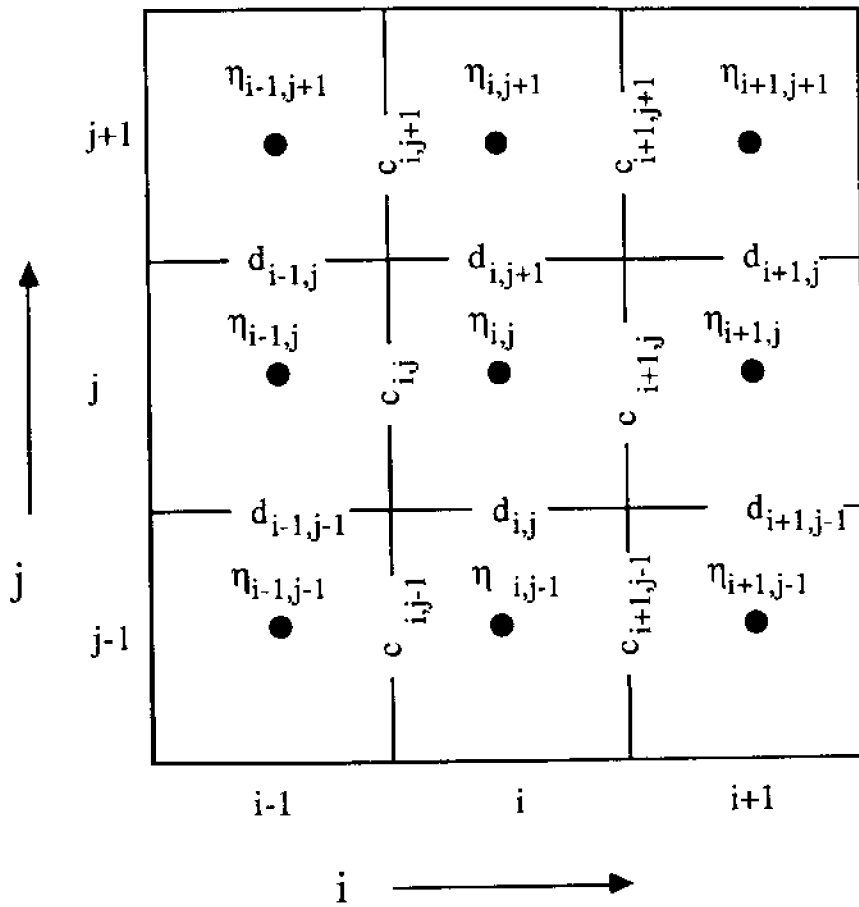 η_{i-1,j+1} η_{i,j+1} η_{i+1,j+1}
j+1 c_{i,j+1} c_{i+1,j+1}
d_{i-1,j} d_{i,j+1} d_{i+1,j}
η_{i-1,j} η_{i,j} η_{i+1,j}
j c_{i,j} c_{i+1,j}
d_{i-1,j-1} d_{i,j} d_{i+1,j-1}
j η_{i-1,j-1} η_{i,j-1} η_{i+1,j-1}
j-1 c_{i,j-1} c_{i+1,j-1}
i-1 i i+1
i